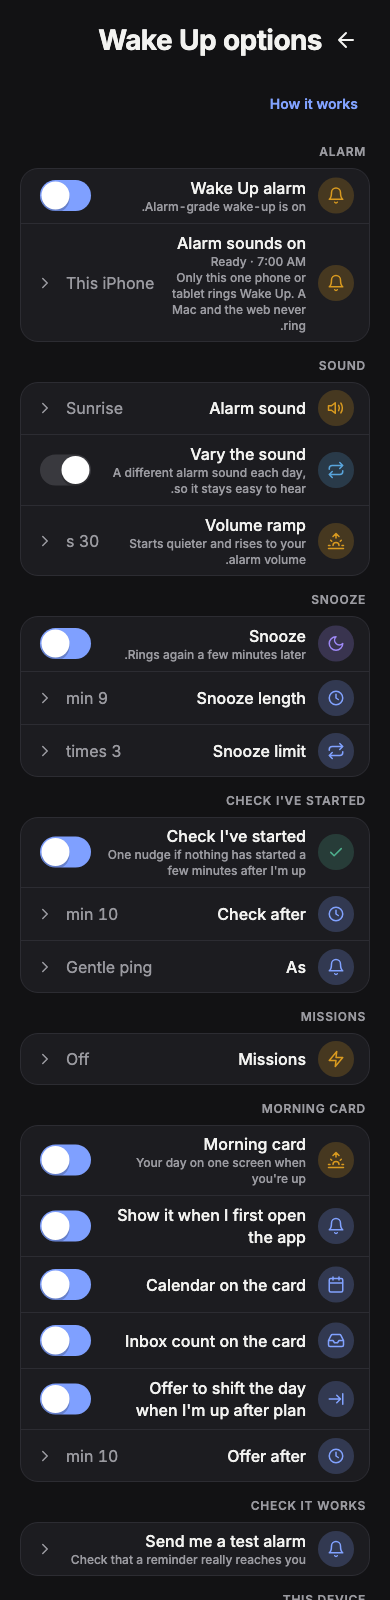 Wake Up options
How it works
ALARM
Wake Up alarm
.Alarm-grade wake-up is on
Alarm sounds on
Ready · 7:00 AM
Only this one phone or
tablet rings Wake Up. A
Mac and the web never
.ring
This iPhone
SOUND
Alarm sound
Sunrise
Vary the sound
A different alarm sound each day,
.so it stays easy to hear
Volume ramp
Starts quieter and rises to your
.alarm volume
s 30
SNOOZE
Snooze
.Rings again a few minutes later
Snooze length
min 9
Snooze limit
times 3
CHECK I'VE STARTED
Check I've started
One nudge if nothing has started a
few minutes after I'm up
Check after
min 10
As
Gentle ping
MISSIONS
Missions
Off
MORNING CARD
Morning card
Your day on one screen when
you're up
Show it when I first open
the app
Calendar on the card
Inbox count on the card
Offer to shift the day
when I'm up after plan
Offer after
min 10
CHECK IT WORKS
Send me a test alarm
Check that a reminder really reaches you
THIS DEVICE